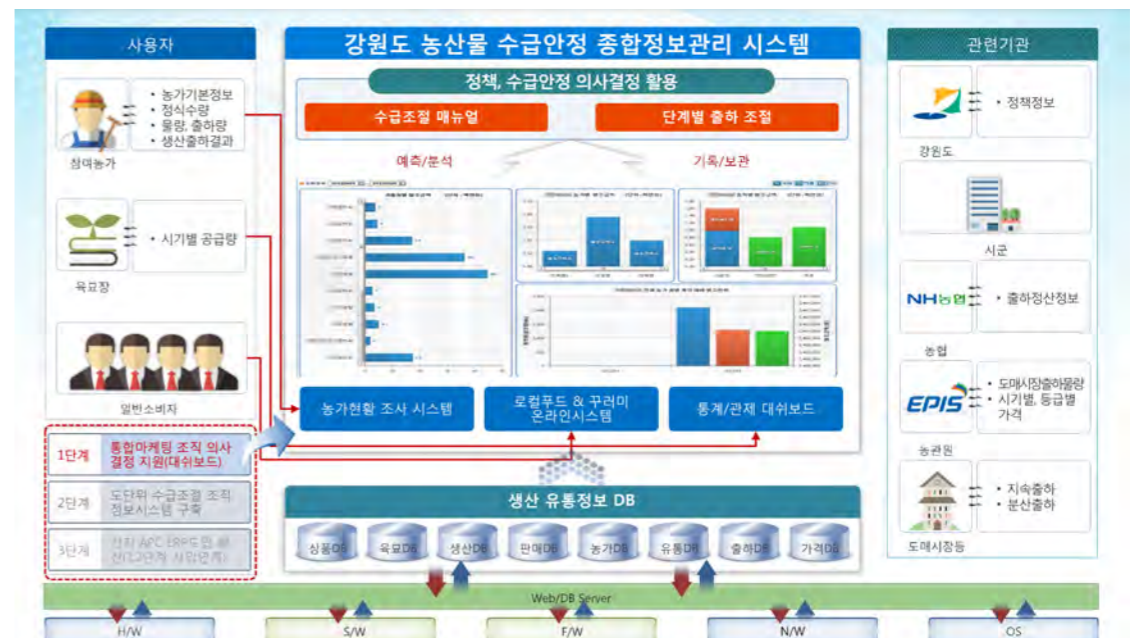 사용자
• 농가기본정보
• 정식수량
• 물량, 출하량
• 생산출하결과
참여농가
• 시기별 공급량
육묘장
일반소비자
1단계
통합마케팅 조직 의사
결정 지원(대쉬보드)
2단계
도단위 수급조절 조직
정보시스템 구축
3단계
강원도 농산물 수급안정 종합정보관리 시스템
정책, 수급안정 의사결정 활용
수급조절 매뉴얼
단계별 출하 조절
예측/분석
기록/보관
농가현황 조사 시스템
로컬푸드 & 꾸러미
온라인시스템
통계/관제 대쉬보드
생산 유통정보 DB
상품DB
육묘DB
생산DB
판매DB
농가DB
유통DB
출하DB
가격DB
관련기관
• 정책정보
강원도
시군
NH농협
• 출하정산정보
농협
EPIS
• 도매시장출하물량
• 시기별, 등급별
가격
농관원
• 지속출하
• 분산출하
도매시장등
Web/DB Server
H/W
S/W
F/W
N/W
OS